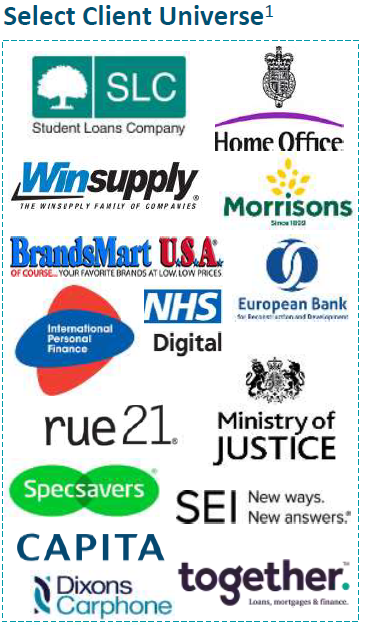 Select Client Universe1
SLC
Student Loans Company
Home Office
Winsupply®
THE WINSUPPLY FAMILY OF COMPANIES
Morrisons
Since 1899
BrandsMart U.S.A.®
OF COURSE... YOUR FAVORITE BRANDS AT LOW, LOW PRICES
European Bank
for Reconstruction and Development
International
Personal
Finance
NHS
Digital
rue21®
Ministry of
JUSTICE
Specsavers®
SEI New ways.
New answers.®
CAPITA
Dixons
Carphone
together.™
Loans, mortgages & finance.